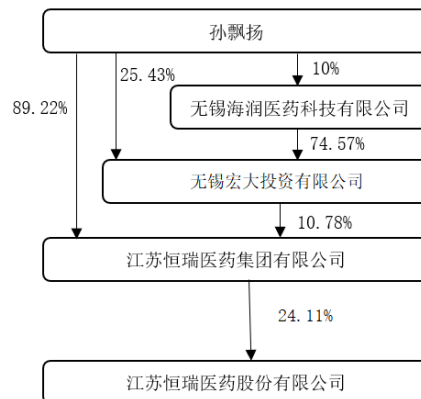 孙飘扬
25.43%
10%
89.22%
无锡海润医药科技有限公司
74.57%
无锡宏大投资有限公司
10.78%
江苏恒瑞医药集团有限公司
24.11%
江苏恒瑞医药股份有限公司